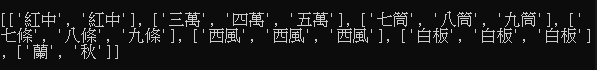 [['紅中', '紅中'], ['三萬', '四萬', '五萬'], ['七筒', '八筒', '九筒'], ['
七條', '八條', '九條'], ['西風', '西風', '西風'], ['白板', '白板', '白板']
, ['蘭', '秋']]